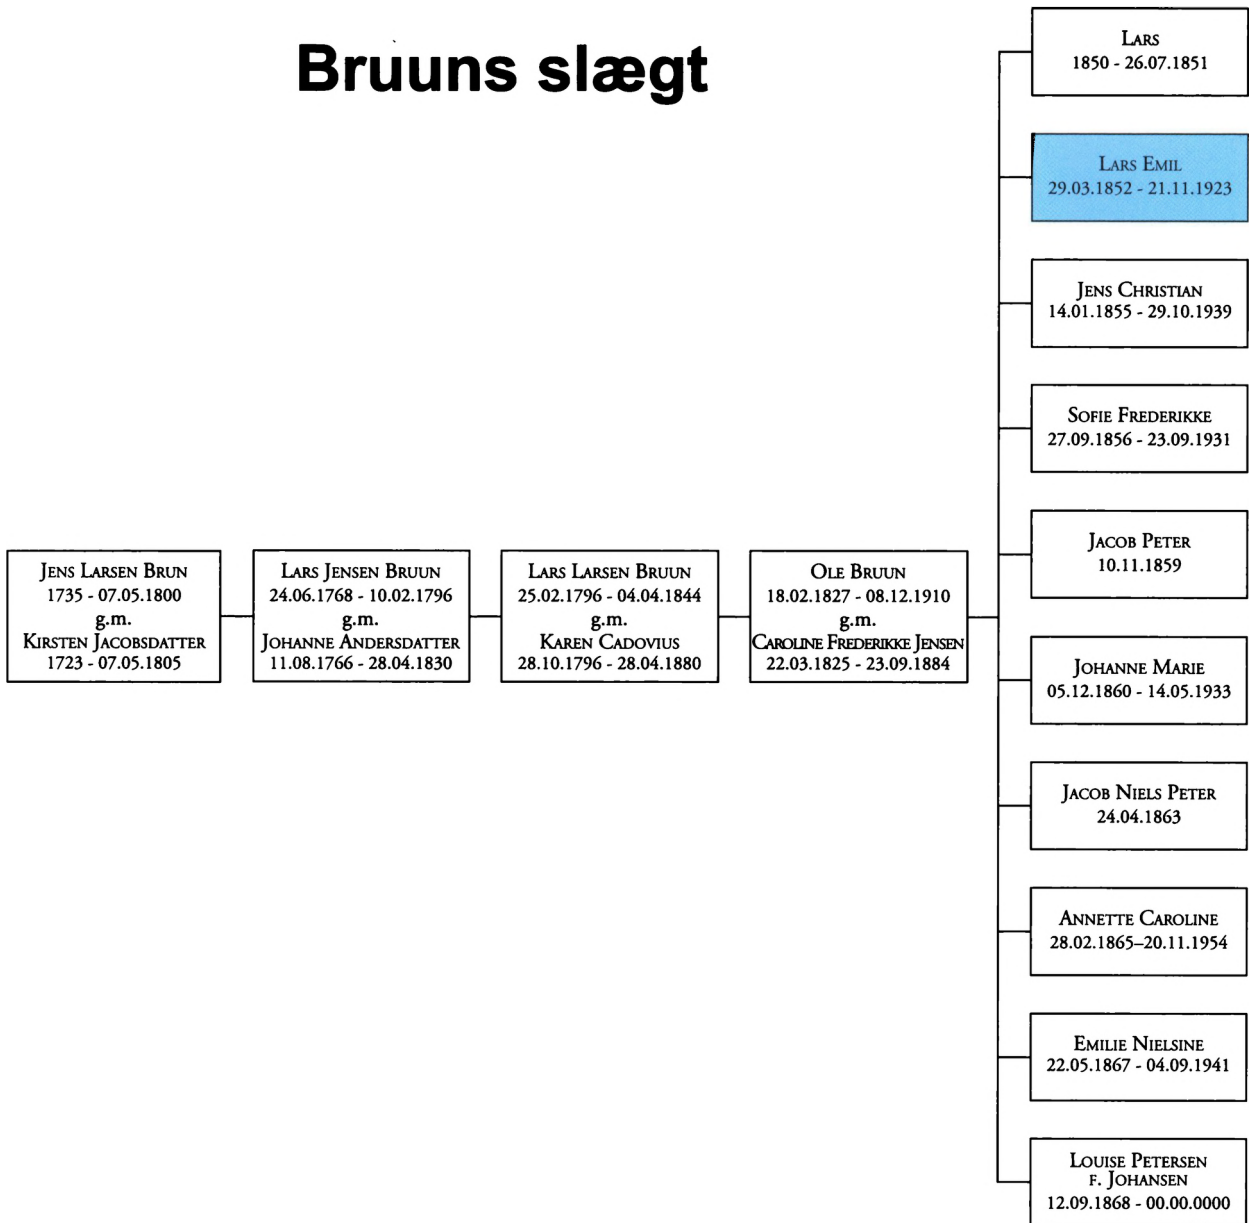 Bruuns slægt
Jens Larsen Brun
1735 - 07.05.1800
g.m.
Kirsten Jacobsdatter
1723 - 07.05.1805
Lars Jensen Bruun
24.06.1768 - 10.02.1796
g.m.
Johanne Andersdatter
11.08.1766 - 28.04.1830
Lars Larsen Bruun
25.02.1796 - 04.04.1844
g.m.
Karen Cadovius
28.10.1796 - 28.04.1880
Ole Bruun
18.02.1827 - 08.12.1910
g.m.
Caroline Frederikke Jensen
22.03.1825 - 23.09.1884
Lars
1850 - 26.07.1851
Lars Emil
29.03.1852 - 21.11.1923
Jens Christian
14.01.1855 - 29.10.1939
Sofie Frederikke
27.09.1856 - 23.09.1931
Jacob Peter
10.11.1859
Johanne Marie
05.12.1860 - 14.05.1933
Jacob Niels Peter
24.04.1863
Annette Caroline
28.02.1865–20.11.1954
Emilie Nielsine
22.05.1867 - 04.09.1941
Louise Petersen
f. Johansen
12.09.1868 - 00.00.0000